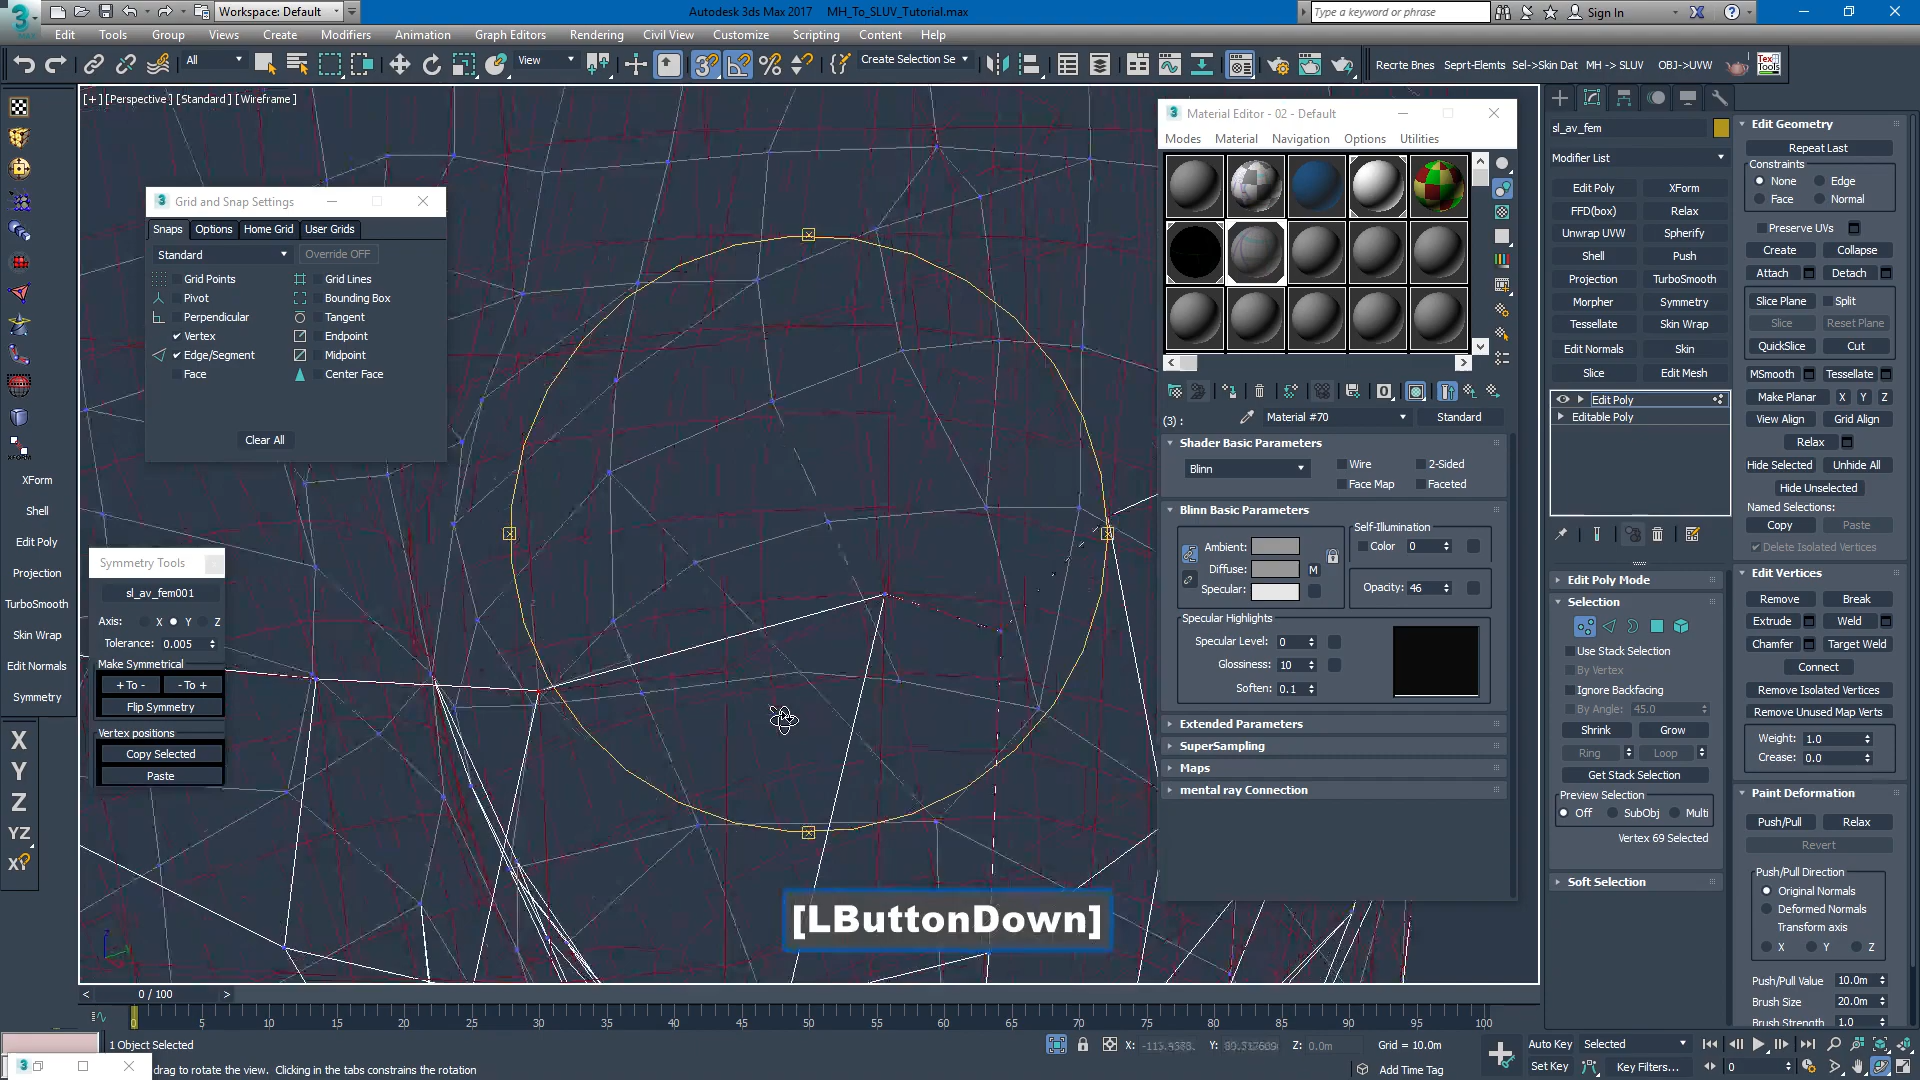 Workspace: Default
Autodesk 3ds Max 2017 MH_To_SLUV_Tutorial.max
Type a keyword or phrase
Sign In
MAX
Edit Tools Group Views Create Modifiers Animation Graph Editors Rendering Civil View Customize Scripting Content Help
All View Create Selection Se
Recrte Bnes Seprt-Elemts Sel->Skin Dat MH -> SLUV OBJ->UVW
[+] [Perspective] [Standard] [Wireframe]
Grid and Snap Settings
Snaps Options Home Grid User Grids
Standard Override OFF
Grid Points Grid Lines
Pivot Bounding Box
Perpendicular Tangent
Vertex Endpoint
Edge/Segment Midpoint
Face Center Face
Clear All
XForm
Shell
Edit Poly
Projection
TurboSmooth
Skin Wrap
Edit Normals
Symmetry
X
Y
Z
YZ
XY
Symmetry Tools
sl_av_fem001
Axis: X Y Z
Tolerance: 0.005
Make Symmetrical
+ To - - To +
Flip Symmetry
Vertex positions
Copy Selected
Paste
[LButtonDown]
Material Editor - 02 - Default
Modes Material Navigation Options Utilities
(3) : Material #70 Standard
Shader Basic Parameters
Blinn
Wire 2-Sided
Face Map Faceted
Blinn Basic Parameters
Self-Illumination
Ambient: Color 0
Diffuse: M
Specular: Opacity: 46
Specular Highlights
Specular Level: 0
Glossiness: 10
Soften: 0.1
Extended Parameters
SuperSampling
Maps
mental ray Connection
sl_av_fem
Modifier List
Edit Poly XForm
FFD(box) Relax
Unwrap UVW Spherify
Shell Push
Projection TurboSmooth
Morpher Symmetry
Tessellate Skin Wrap
Edit Normals Skin
Slice Edit Mesh
Edit Poly
Editable Poly
Edit Poly Mode
Selection
Use Stack Selection
By Vertex
Ignore Backfacing
By Angle: 45.0
Shrink Grow
Ring Loop
Get Stack Selection
Preview Selection
Off SubObj Multi
Vertex 69 Selected
Soft Selection
Edit Geometry
Repeat Last
Constraints
None Edge
Face Normal
Preserve UVs
Create Collapse
Attach Detach
Slice Plane Split
Slice Reset Plane
QuickSlice Cut
MSmooth Tessellate
Make Planar X Y Z
View Align Grid Align
Relax
Hide Selected Unhide All
Hide Unselected
Named Selections:
Copy Paste
Delete Isolated Vertices
Edit Vertices
Remove Break
Extrude Weld
Chamfer Target Weld
Connect
Remove Isolated Vertices
Remove Unused Map Verts
Weight: 1.0
Crease: 0.0
Paint Deformation
Push/Pull Relax
Revert
Push/Pull Direction
Original Normals
Deformed Normals
Transform axis
X Y Z
Push/Pull Value 10.0m
Brush Size 20.0m
Brush Strength 1.0
< 0 / 100 >
5 10 15 20 25 30 35 40 45 50 55 60 65 70 75 80 85 90 95 100
1 Object Selected
X: Y: Z: 0.0m Grid = 10.0m
Auto Key Selected
drag to rotate the view. Clicking in the tabs constrains the rotation
Add Time Tag
Set Key Key Filters... 0